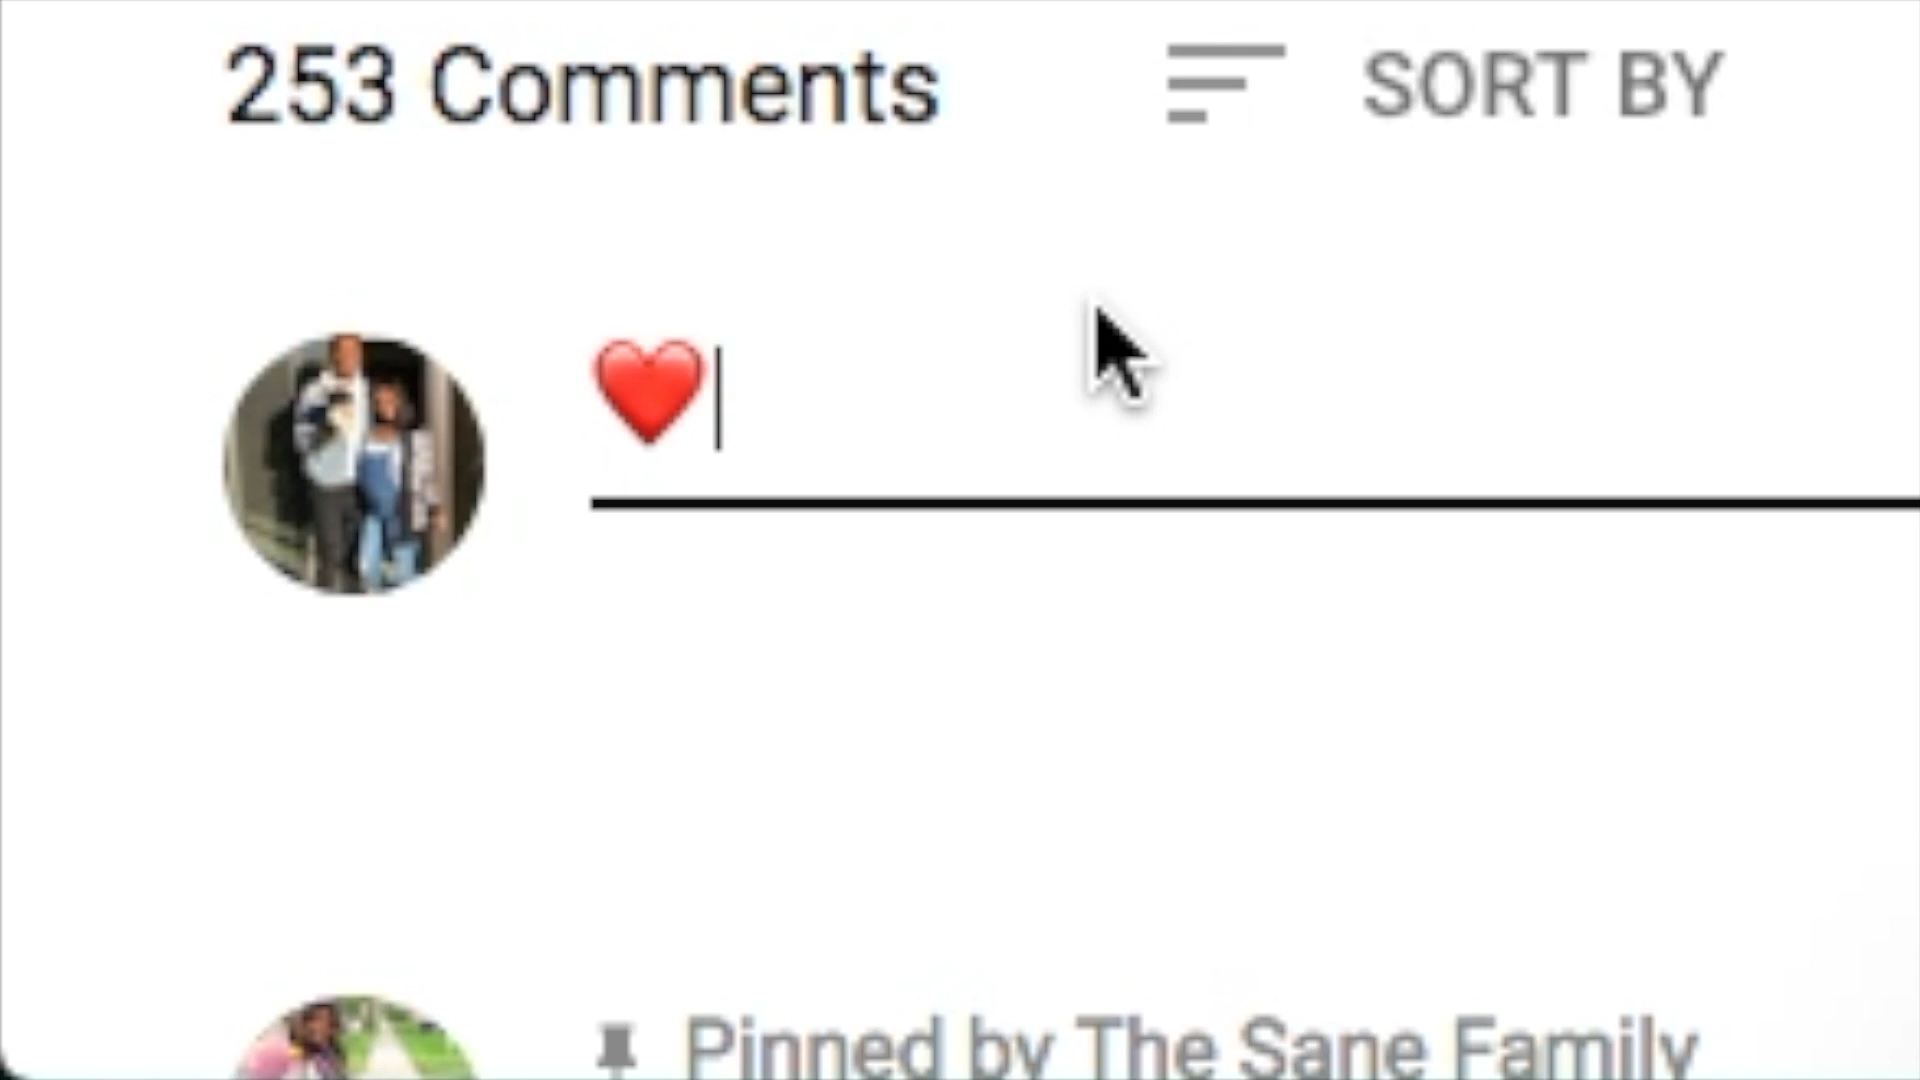 253 Comments
SORT BY
❤️
Pinned by The Sane Family